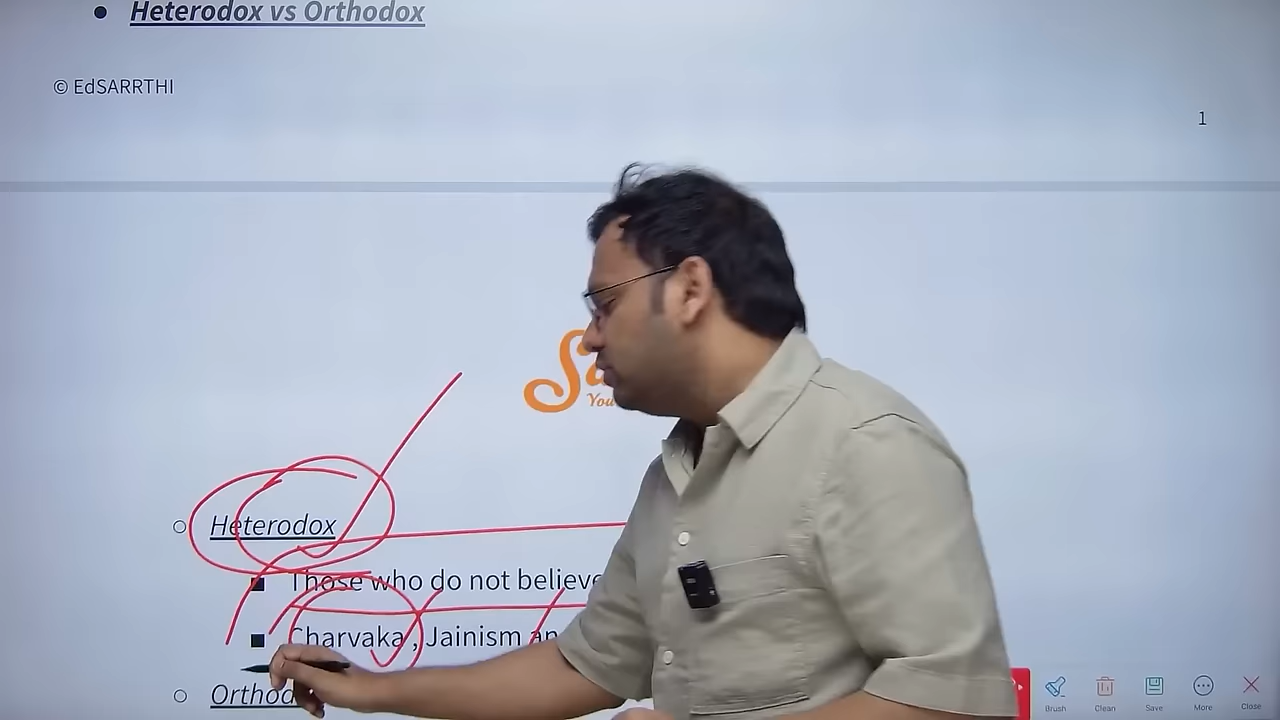 • Heterodox vs Orthodox
© EdSARRTHI
1
You
○ Heterodox
■ Those who do not believe
■ Charvaka , Jainism an
○ Orthod
Brush Clean Save More Close